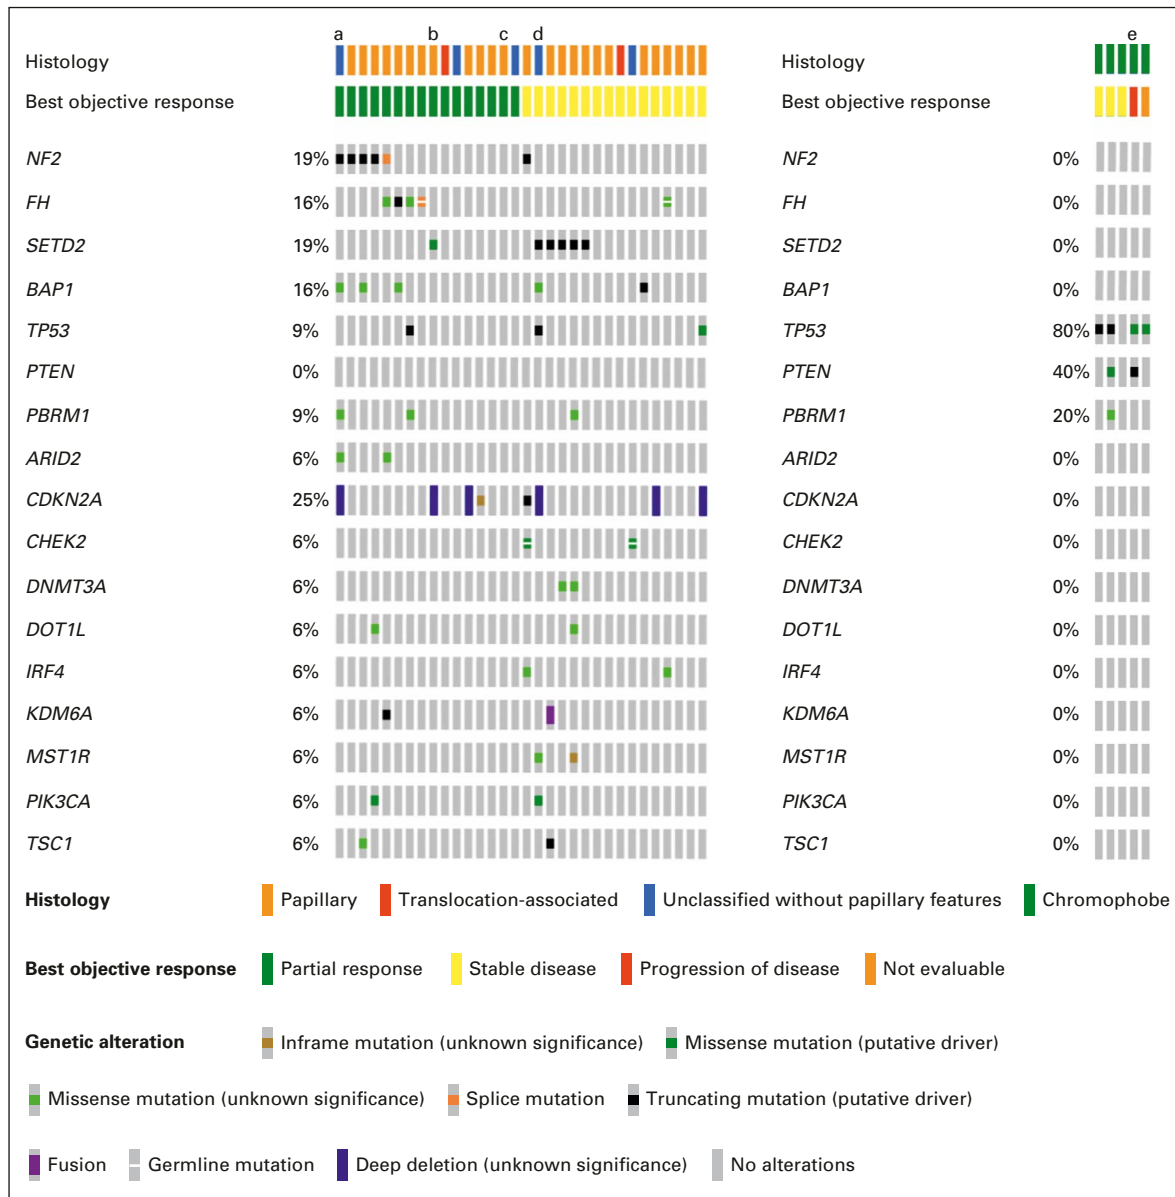 a b c d e
Histology Histology
Best objective response Best objective response
NF2 19% NF2 0%
FH 16% FH 0%
SETD2 19% SETD2 0%
BAP1 16% BAP1 0%
TP53 9% TP53 80%
PTEN 0% PTEN 40%
PBRM1 9% PBRM1 20%
ARID2 6% ARID2 0%
CDKN2A 25% CDKN2A 0%
CHEK2 6% CHEK2 0%
DNMT3A 6% DNMT3A 0%
DOT1L 6% DOT1L 0%
IRF4 6% IRF4 0%
KDM6A 6% KDM6A 0%
MST1R 6% MST1R 0%
PIK3CA 6% PIK3CA 0%
TSC1 6% TSC1 0%
Histology Papillary Translocation-associated Unclassified without papillary features Chromophobe
Best objective response Partial response Stable disease Progression of disease Not evaluable
Genetic alteration Inframe mutation (unknown significance) Missense mutation (putative driver)
Missense mutation (unknown significance) Splice mutation Truncating mutation (putative driver)
Fusion Germline mutation Deep deletion (unknown significance) No alterations